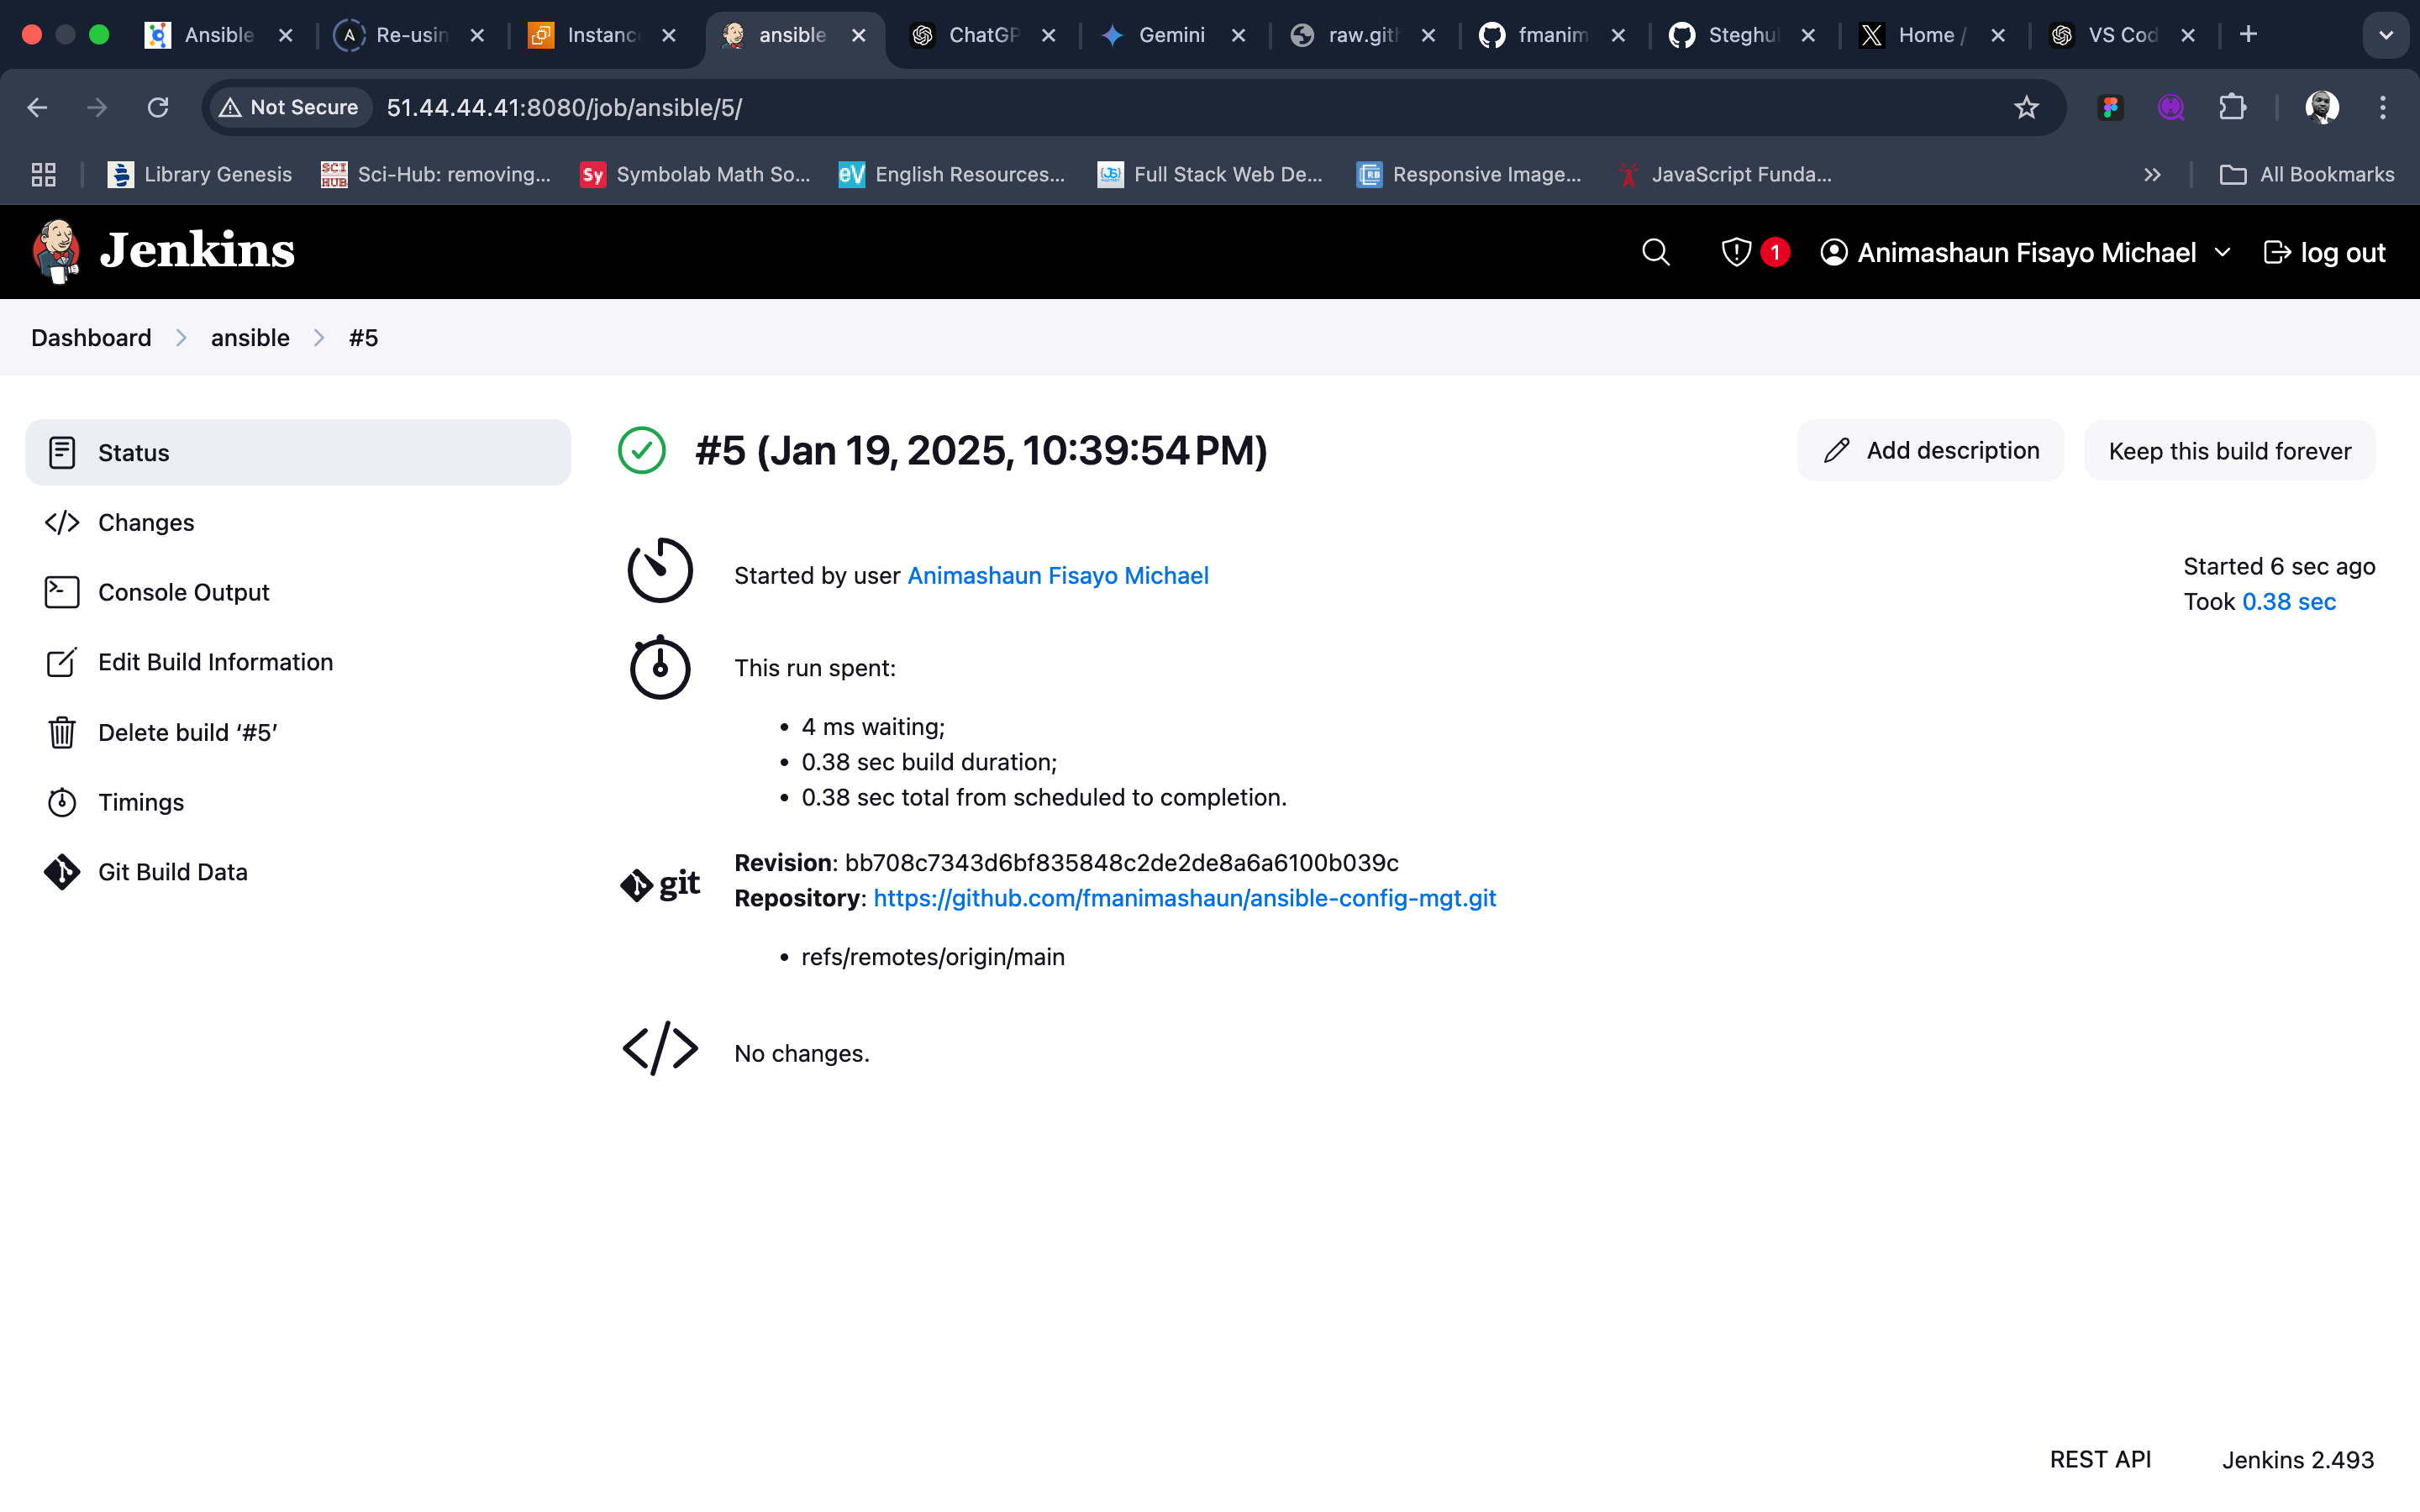 Ansible
Re-usin
Instanc
ansible
ChatGP
Gemini
raw.gith
fmanim
Steghu
Home /
VS Cod
Not Secure
51.44.44.41:8080/job/ansible/5/
Library Genesis
SCI HUB
Sci-Hub: removing...
Sy
Symbolab Math So...
eV
English Resources...
JS
Full Stack Web De...
RB
Responsive Image...
JavaScript Funda...
All Bookmarks
Jenkins
1
Animashaun Fisayo Michael
log out
Dashboard
ansible
#5
Status
Changes
Console Output
Edit Build Information
Delete build ‘#5’
Timings
Git Build Data
#5 (Jan 19, 2025, 10:39:54 PM)
Add description
Keep this build forever
Started by user Animashaun Fisayo Michael
Started 6 sec ago
Took 0.38 sec
This run spent:
• 4 ms waiting;
• 0.38 sec build duration;
• 0.38 sec total from scheduled to completion.
git
Revision: bb708c7343d6bf835848c2de2de8a6a6100b039c
Repository: https://github.com/fmanimashaun/ansible-config-mgt.git
• refs/remotes/origin/main
No changes.
REST API
Jenkins 2.493